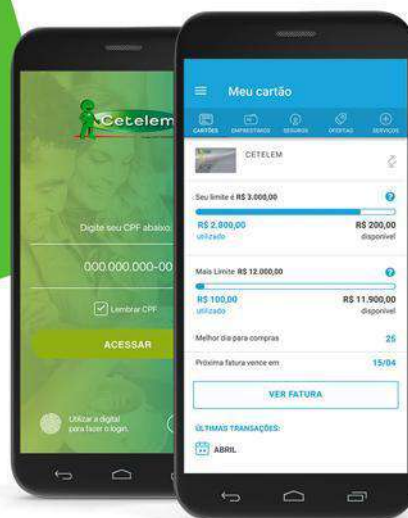 Cetelem
Digite seu CPF abaixo
000.000.000-00
Lembrar CPF
ACESSAR
Utilizar a digital
para fazer o login.
Meu cartão
CARTÕES EMPRÉSTIMOS SEGUROS OFERTAS SERVIÇOS
CETELEM
Seu limite é R$ 3.000,00 ?
R$ 2.800,00 R$ 200,00
utilizado disponível
Mais Limite R$ 12.000,00 ?
R$ 100,00 R$ 11.900,00
utilizado disponível
Melhor dia para compras 25
Próxima fatura vence em 15/04
VER FATURA
ÚLTIMAS TRANSAÇÕES:
ABRIL